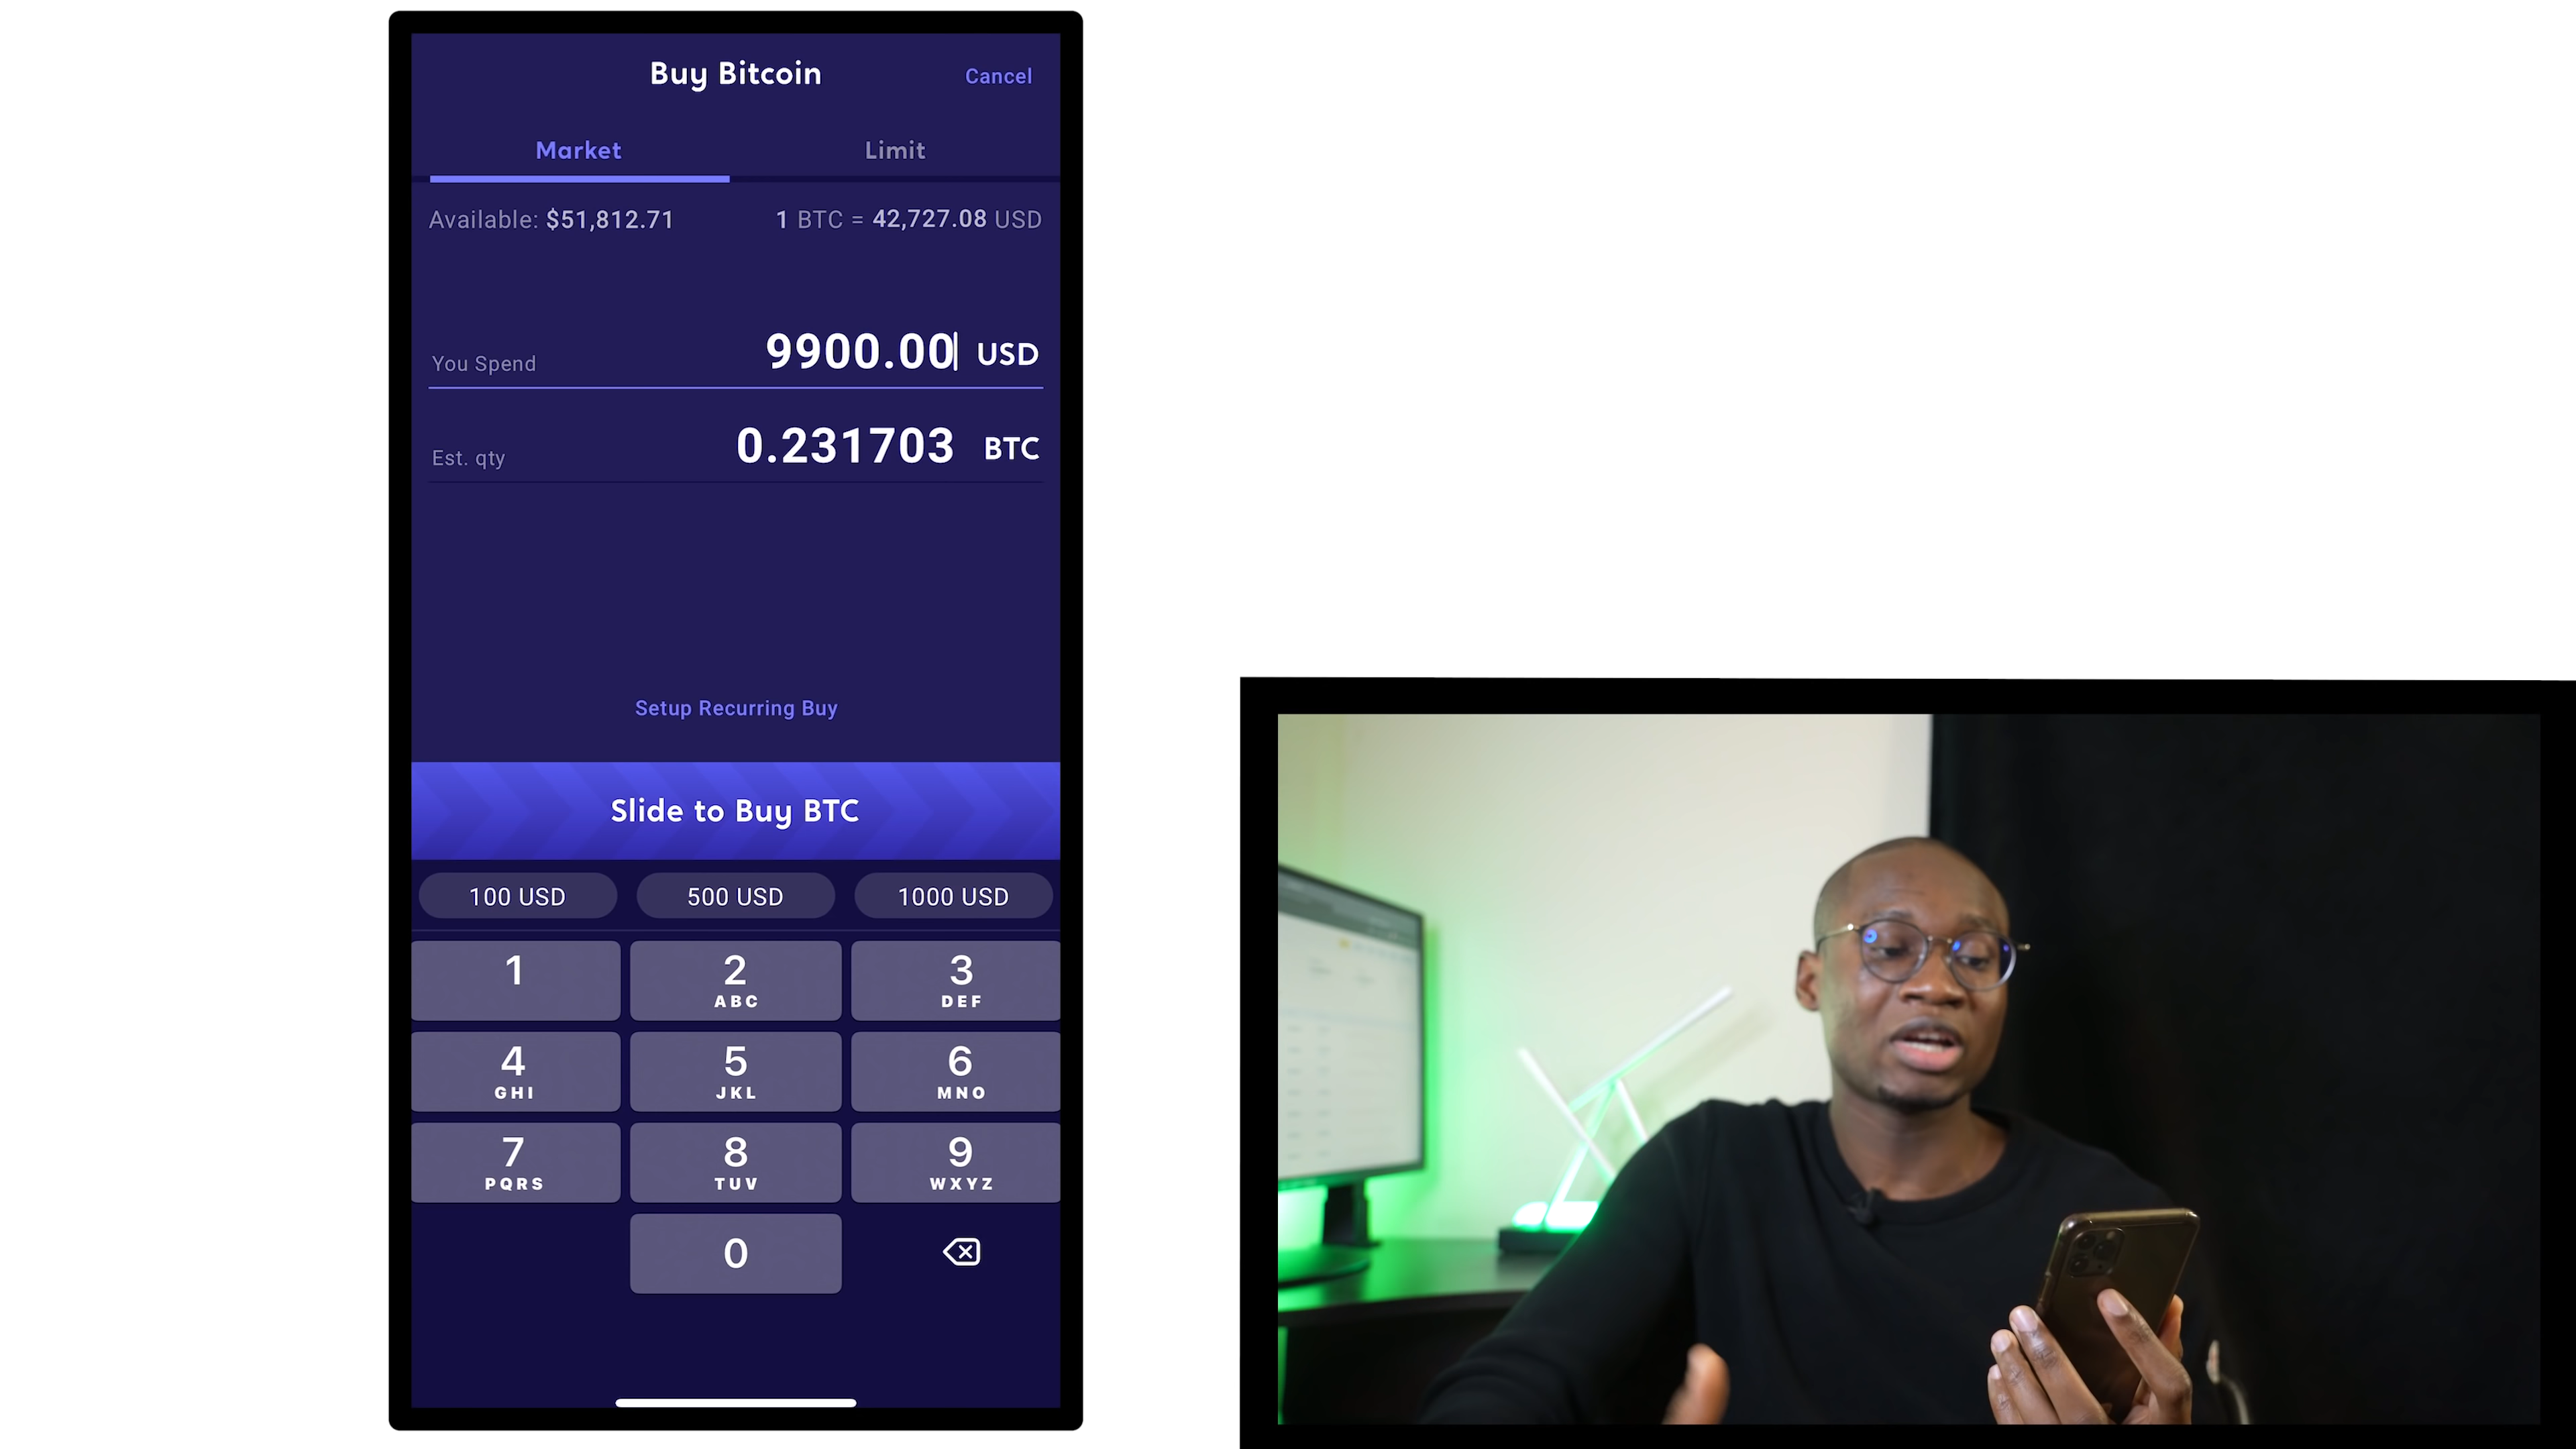 Buy Bitcoin
Cancel
Market
Limit
Available: $51,812.71
1 BTC = 42,727.08 USD
You Spend
9900.00 USD
Est. qty
0.231703 BTC
Setup Recurring Buy
Slide to Buy BTC
100 USD
500 USD
1000 USD
1
2
ABC
3
DEF
4
GHI
5
JKL
6
MNO
7
PQRS
8
TUV
9
WXYZ
0